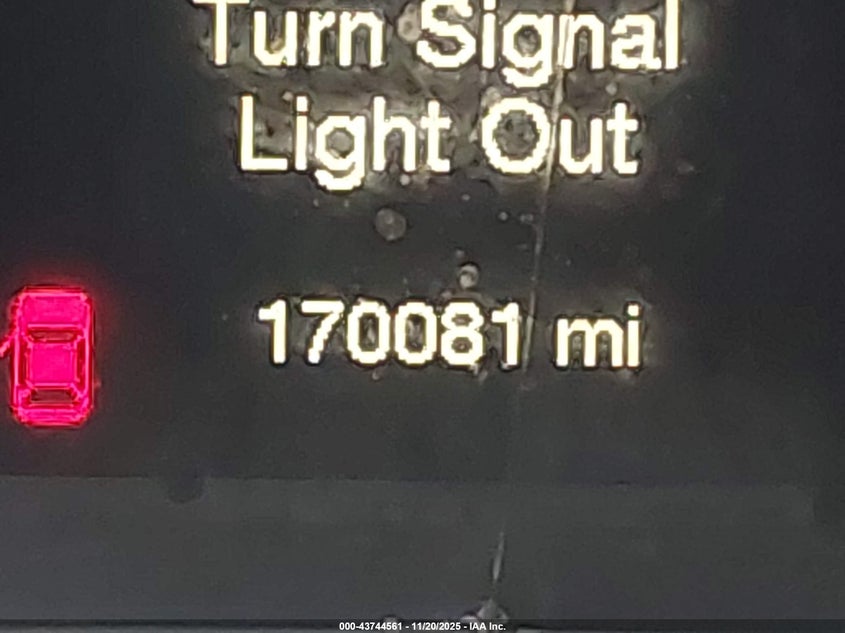 Turn Signal
Light Out
170081 mi
000-43744561 - 11/20/2025 - IAA Inc.